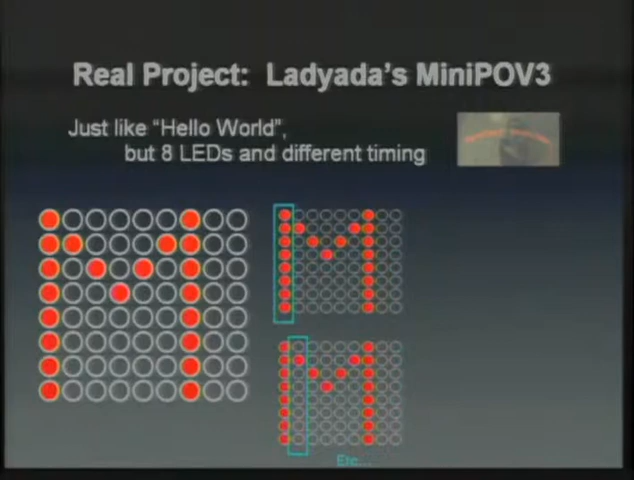 Real Project: Ladyada's MiniPOV3
Just like "Hello World",
but 8 LEDs and different timing
Etc...